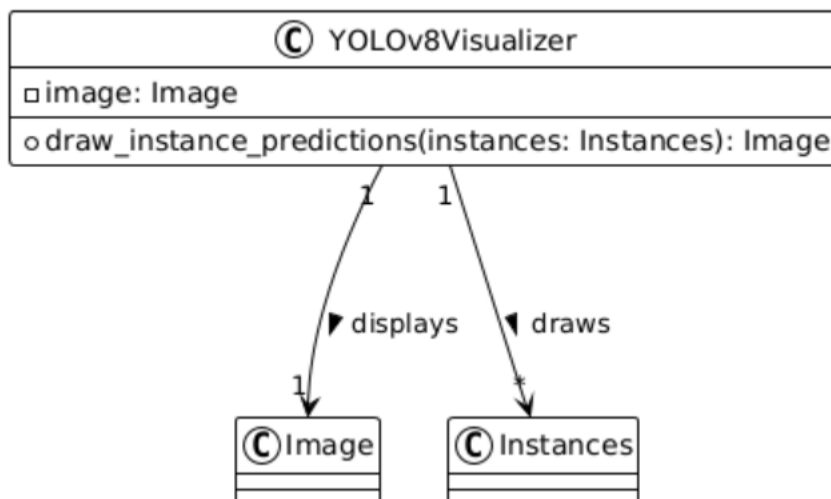 C YOLOv8Visualizer
image: Image
draw_instance_predictions(instances: Instances): Image
1 1
displays draws
1 *
C Image C Instances